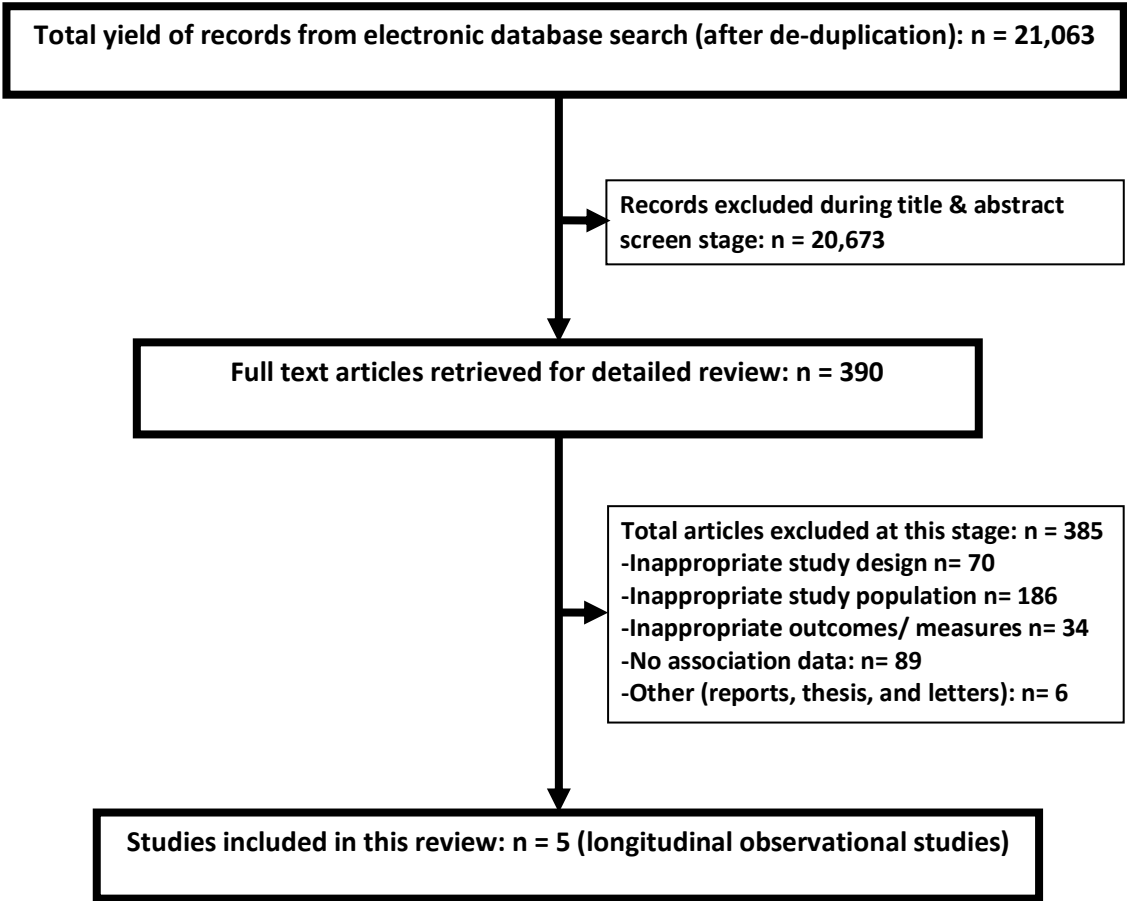 Total yield of records from electronic database search (after de-duplication): n = 21,063
Records excluded during title & abstract
screen stage: n = 20,673
Full text articles retrieved for detailed review: n = 390
Total articles excluded at this stage: n = 385
-Inappropriate study design n= 70
-Inappropriate study population n= 186
-Inappropriate outcomes/ measures n= 34
-No association data: n= 89
-Other (reports, thesis, and letters): n= 6
Studies included in this review: n = 5 (longitudinal observational studies)